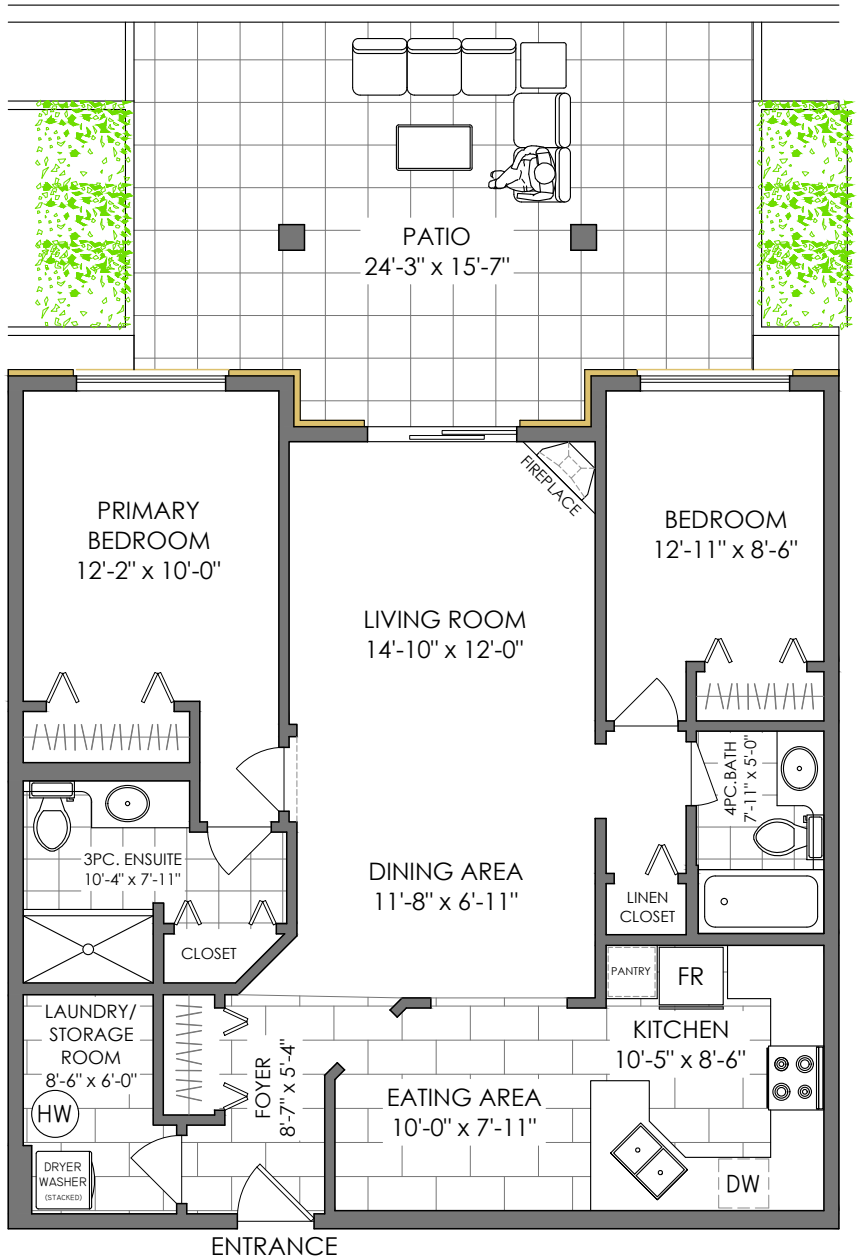 PATIO
24'-3" x 15'-7"
FIREPLACE
PRIMARY
BEDROOM
12'-2" x 10'-0"
BEDROOM
12'-11" x 8'-6"
LIVING ROOM
14'-10" x 12'-0"
4PC.BATH
7'-11" x 5'-0"
3PC. ENSUITE
10'-4" x 7'-11"
DINING AREA
11'-8" x 6'-11"
LINEN
CLOSET
CLOSET
PANTRY
FR
LAUNDRY/
STORAGE
ROOM
8'-6" x 6'-0"
HW
FOYER
8'-7" x 5'-4"
KITCHEN
10'-5" x 8'-6"
EATING AREA
10'-0" x 7'-11"
DRYER
WASHER
(STACKED)
DW
ENTRANCE